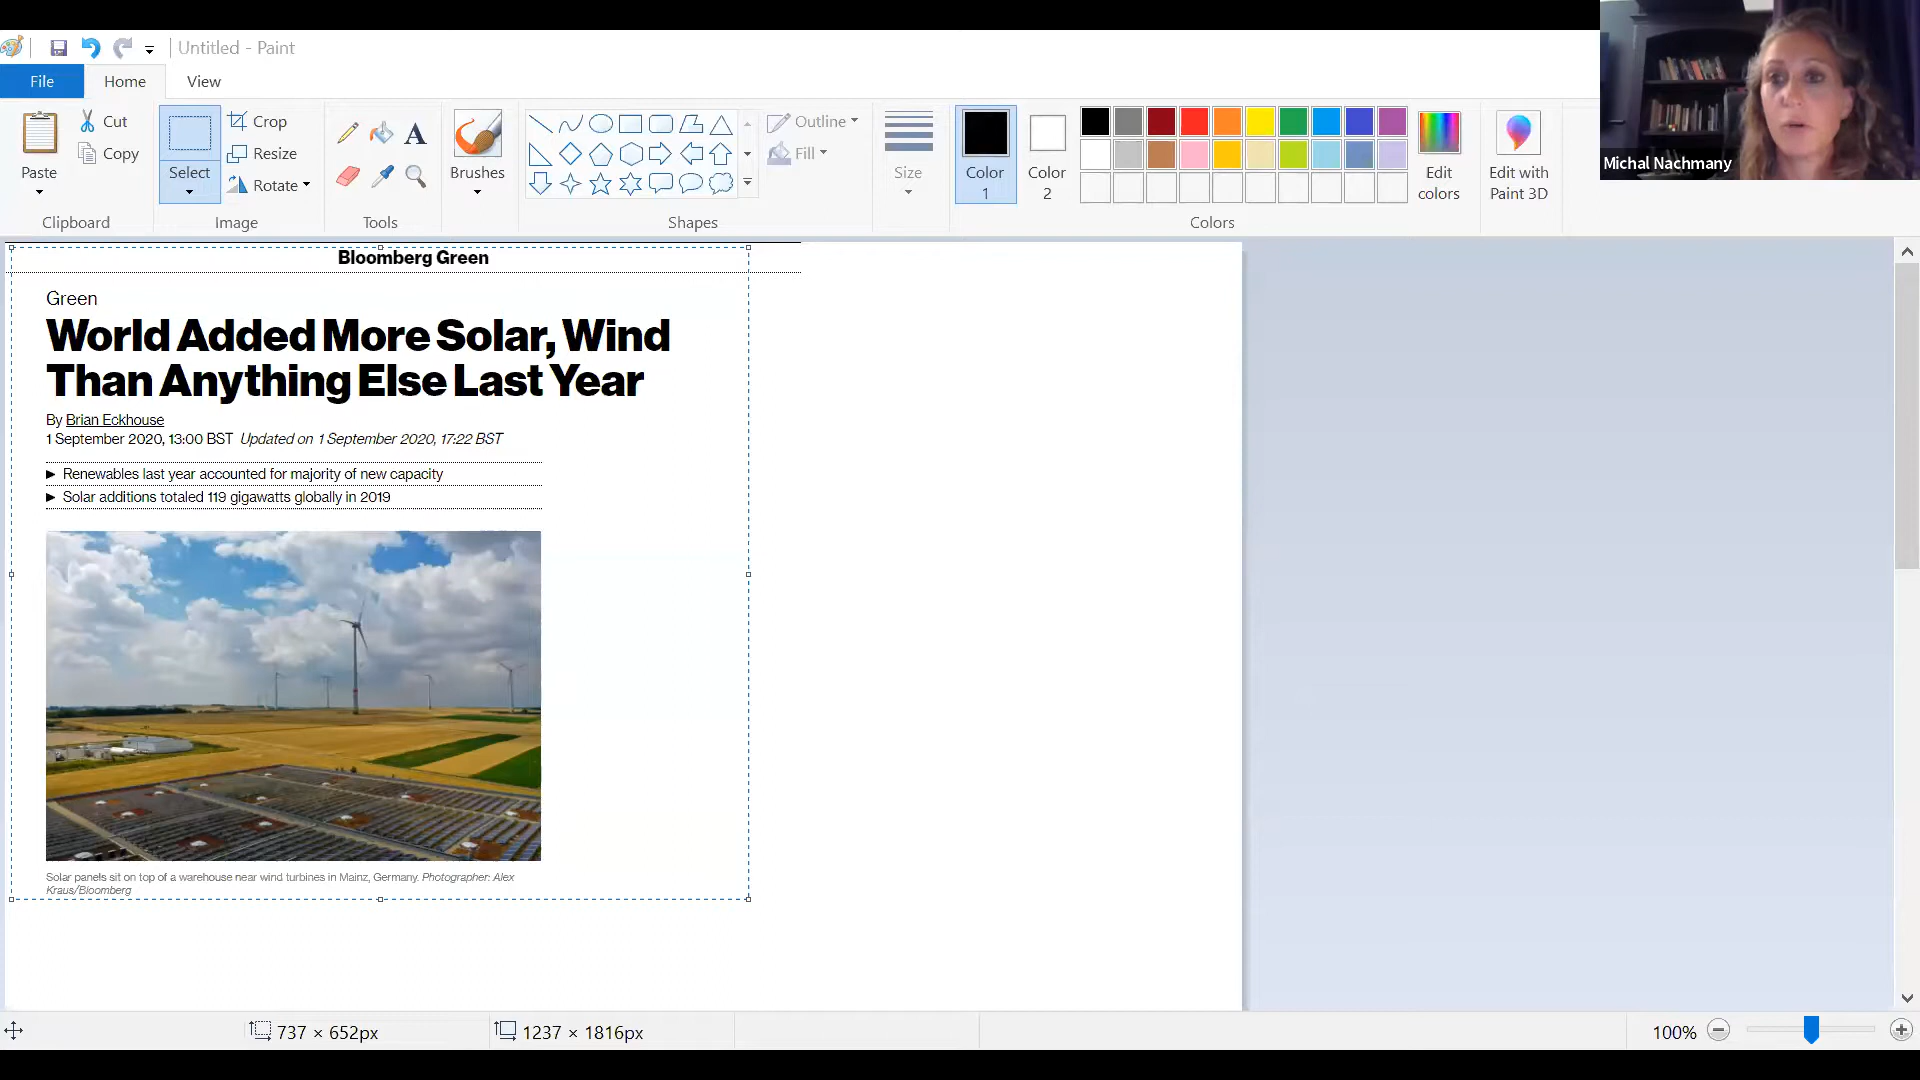 Untitled - Paint
File Home View
Paste
Cut
Copy
Clipboard
Select
Crop
Resize
Rotate
Image
A
Tools
Brushes
Shapes
Outline
Fill
Size
Color 1
Color 2
Colors
Edit colors
Edit with Paint 3D
Michal Nachmany
Bloomberg Green
Green
World Added More Solar, Wind
Than Anything Else Last Year
By Brian Eckhouse
1 September 2020, 13:00 BST Updated on 1 September 2020, 17:22 BST
Renewables last year accounted for majority of new capacity
Solar additions totaled 119 gigawatts globally in 2019
Solar panels sit on top of a warehouse near wind turbines in Mainz, Germany. Photographer: Alex
Kraus/Bloomberg
737 × 652px
1237 × 1816px
100%